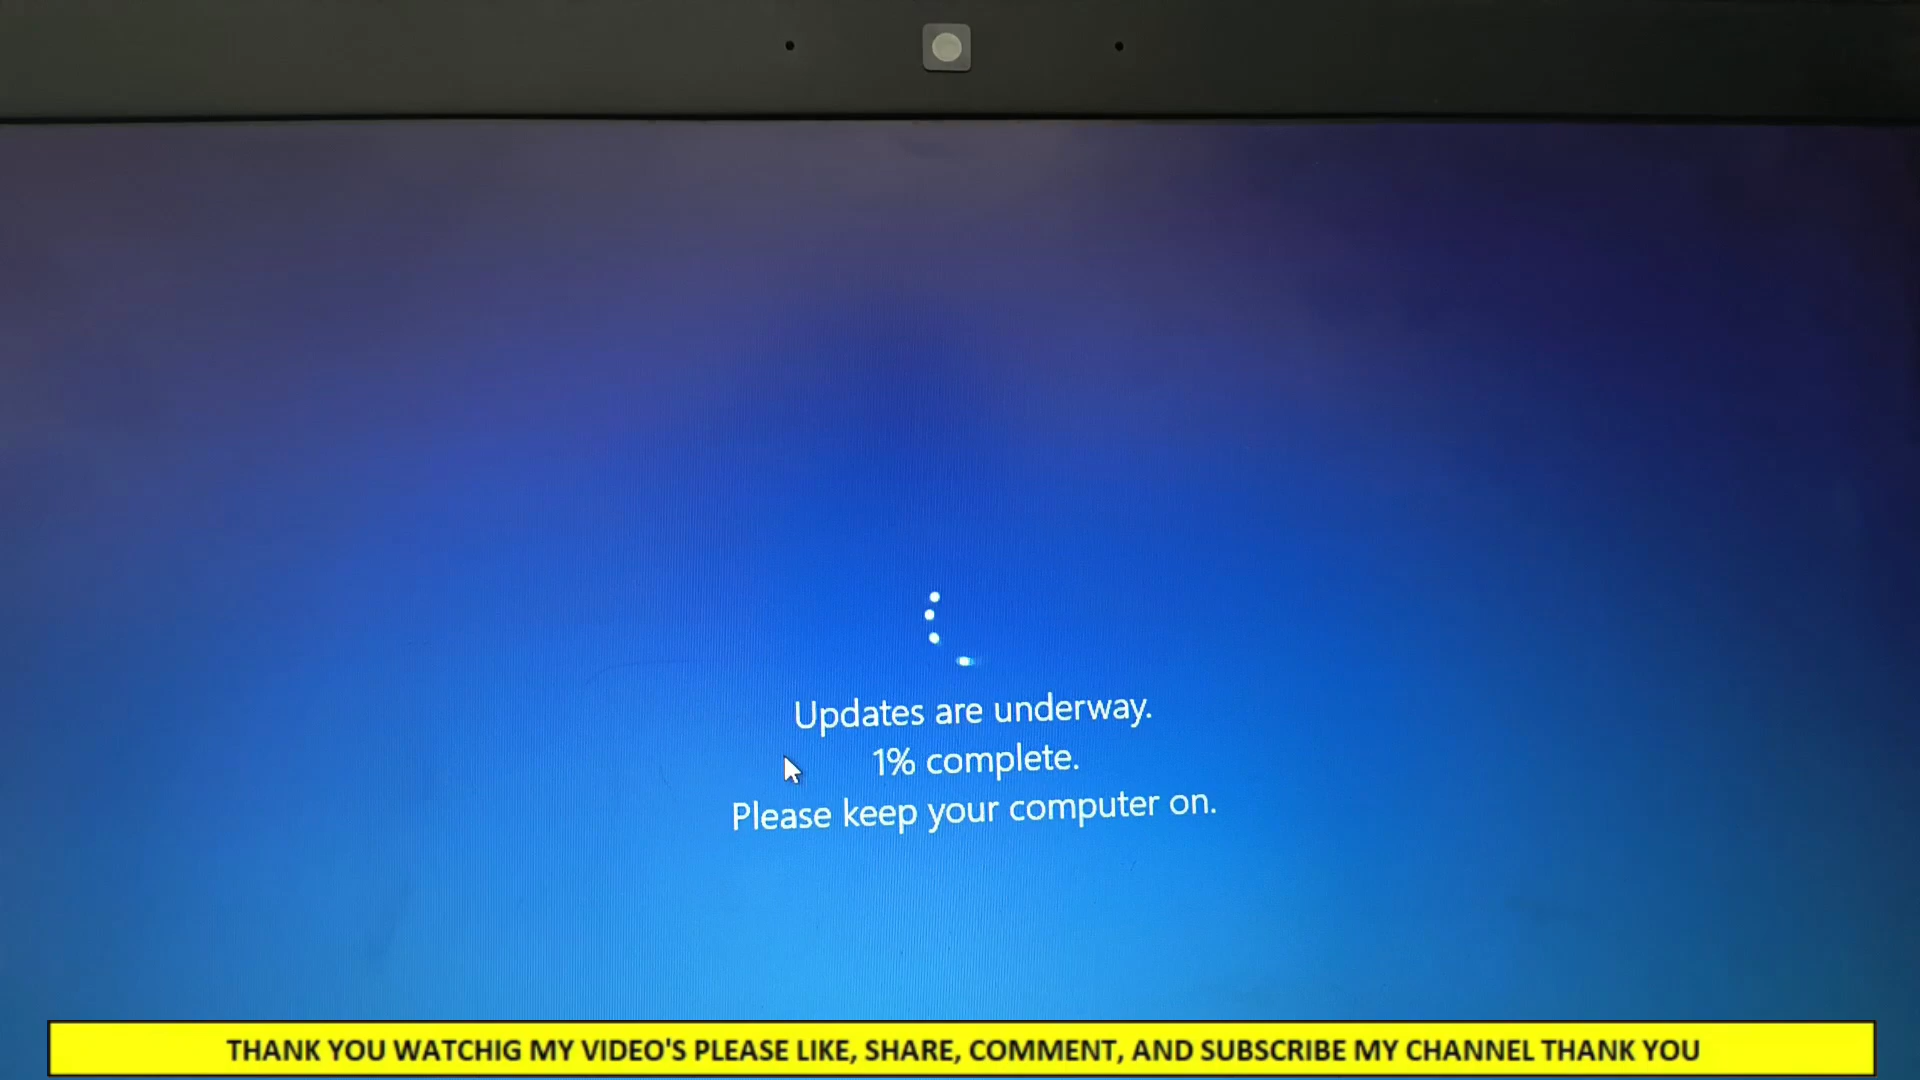 Updates are underway.
1% complete.
Please keep your computer on.
THANK YOU WATCHIG MY VIDEO'S PLEASE LIKE, SHARE, COMMENT, AND SUBSCRIBE MY CHANNEL THANK YOU